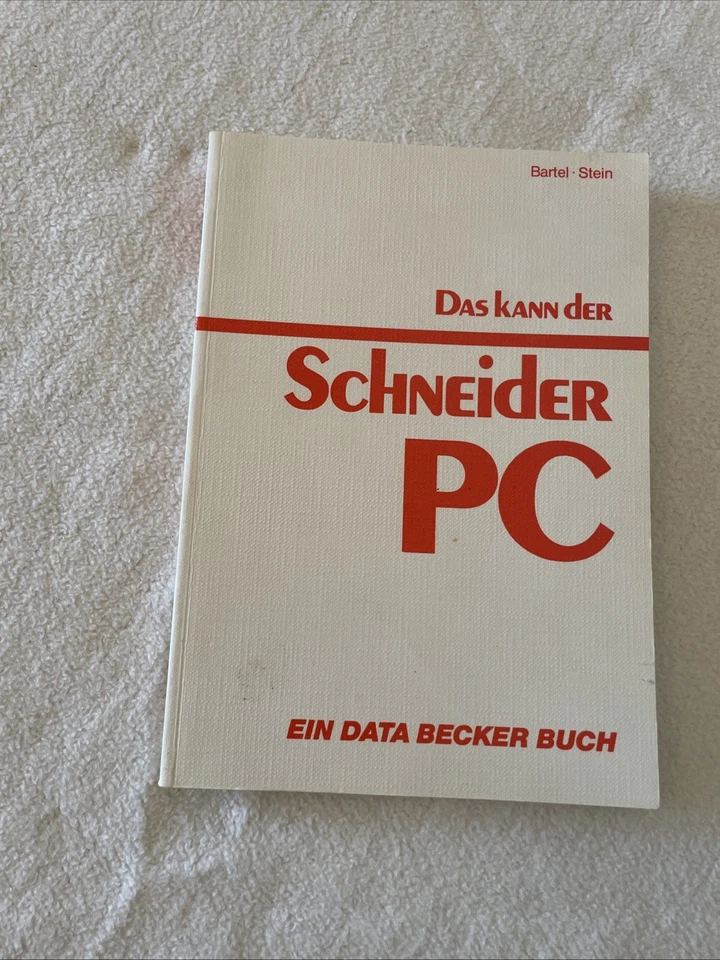 Bartel · Stein
Das kann der
Schneider
PC
EIN DATA BECKER BUCH